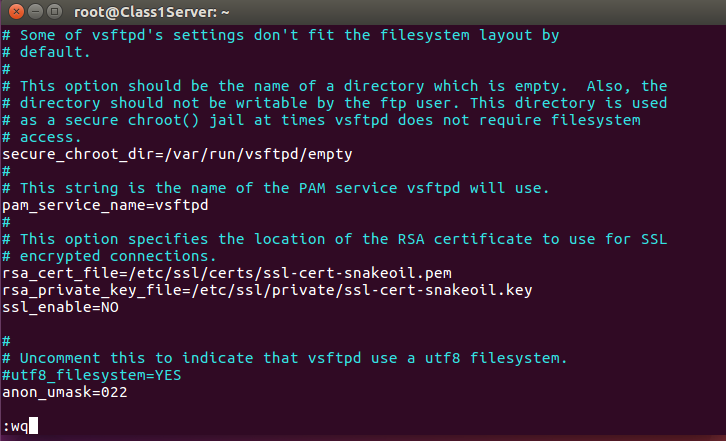 root@Class1Server: ~
# Some of vsftpd's settings don't fit the filesystem layout by
# default.
#
# This option should be the name of a directory which is empty.  Also, the
# directory should not be writable by the ftp user. This directory is used
# as a secure chroot() jail at times vsftpd does not require filesystem
# access.
secure_chroot_dir=/var/run/vsftpd/empty
#
# This string is the name of the PAM service vsftpd will use.
pam_service_name=vsftpd
#
# This option specifies the location of the RSA certificate to use for SSL
# encrypted connections.
rsa_cert_file=/etc/ssl/certs/ssl-cert-snakeoil.pem
rsa_private_key_file=/etc/ssl/private/ssl-cert-snakeoil.key
ssl_enable=NO
#
# Uncomment this to indicate that vsftpd use a utf8 filesystem.
#utf8_filesystem=YES
anon_umask=022
:wq